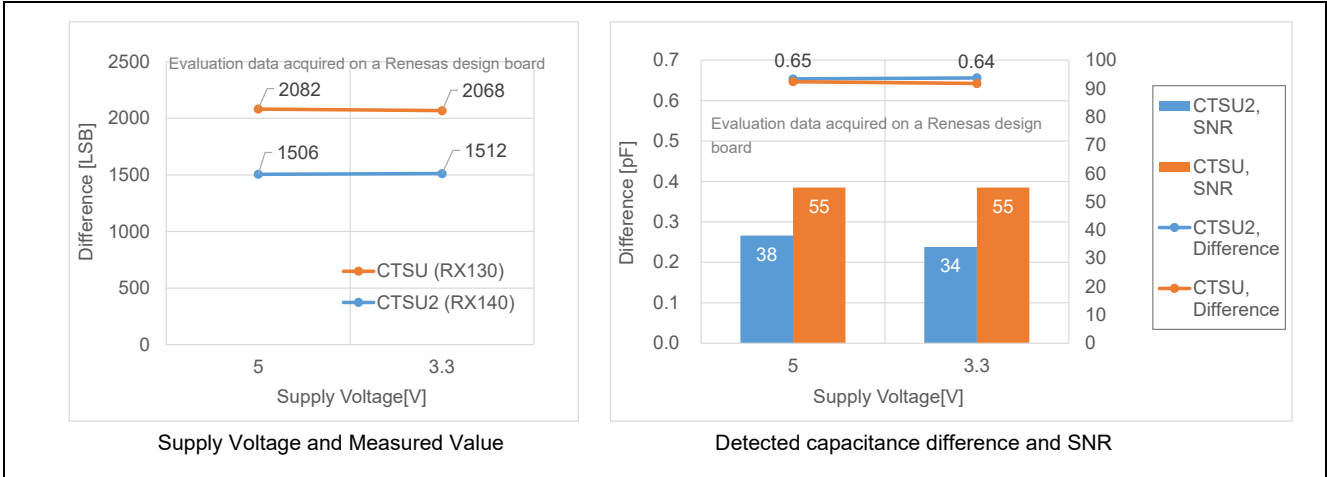 2500
2000
1500
1000
500
0
Difference [LSB]
Evaluation data acquired on a Renesas design board
2082
2068
1506
1512
CTSU (RX130)
CTSU2 (RX140)
5
3.3
Supply Voltage[V]
Supply Voltage and Measured Value
0.7
0.6
0.5
0.4
0.3
0.2
0.1
0.0
Difference [pF]
0.65
0.64
Evaluation data acquired on a Renesas design
board
38
55
34
55
5
3.3
Supply Voltage[V]
100
90
80
70
60
50
40
30
20
10
0
CTSU2,
SNR
CTSU,
SNR
CTSU2,
Difference
CTSU,
Difference
Detected capacitance difference and SNR